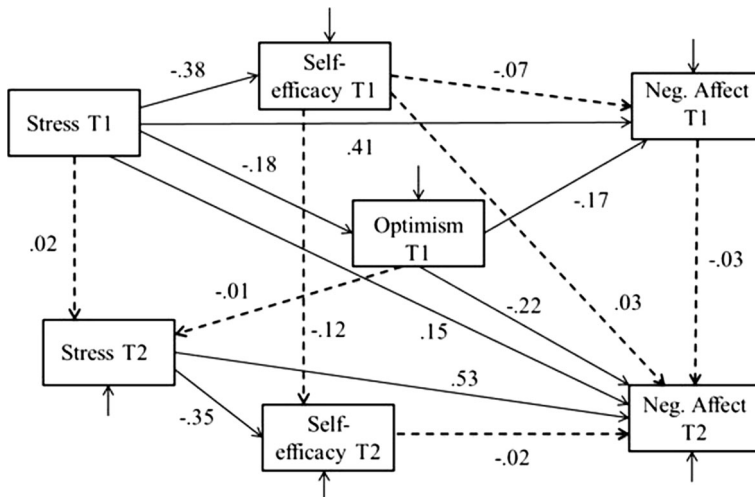 Self-
efficacy T1
-.38
-.07
Neg. Affect
T1
Stress T1
.41
-.18
-.17
Optimism
T1
.02
-.03
-.01
-.22
.03
-.12
.15
Stress T2
.53
-.35
Self-
efficacy T2
-.02
Neg. Affect
T2